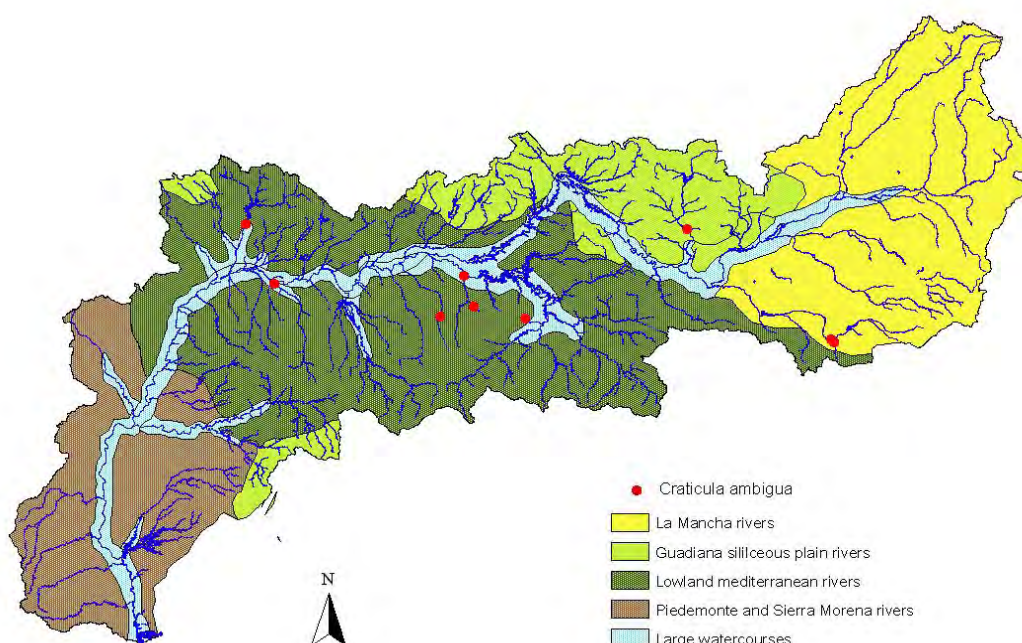 Craticula ambigua
La Mancha rivers
Guadiana sililceous plain rivers
Lowland mediterranean rivers
N
Piedemonte and Sierra Morena rivers
Large watercourses